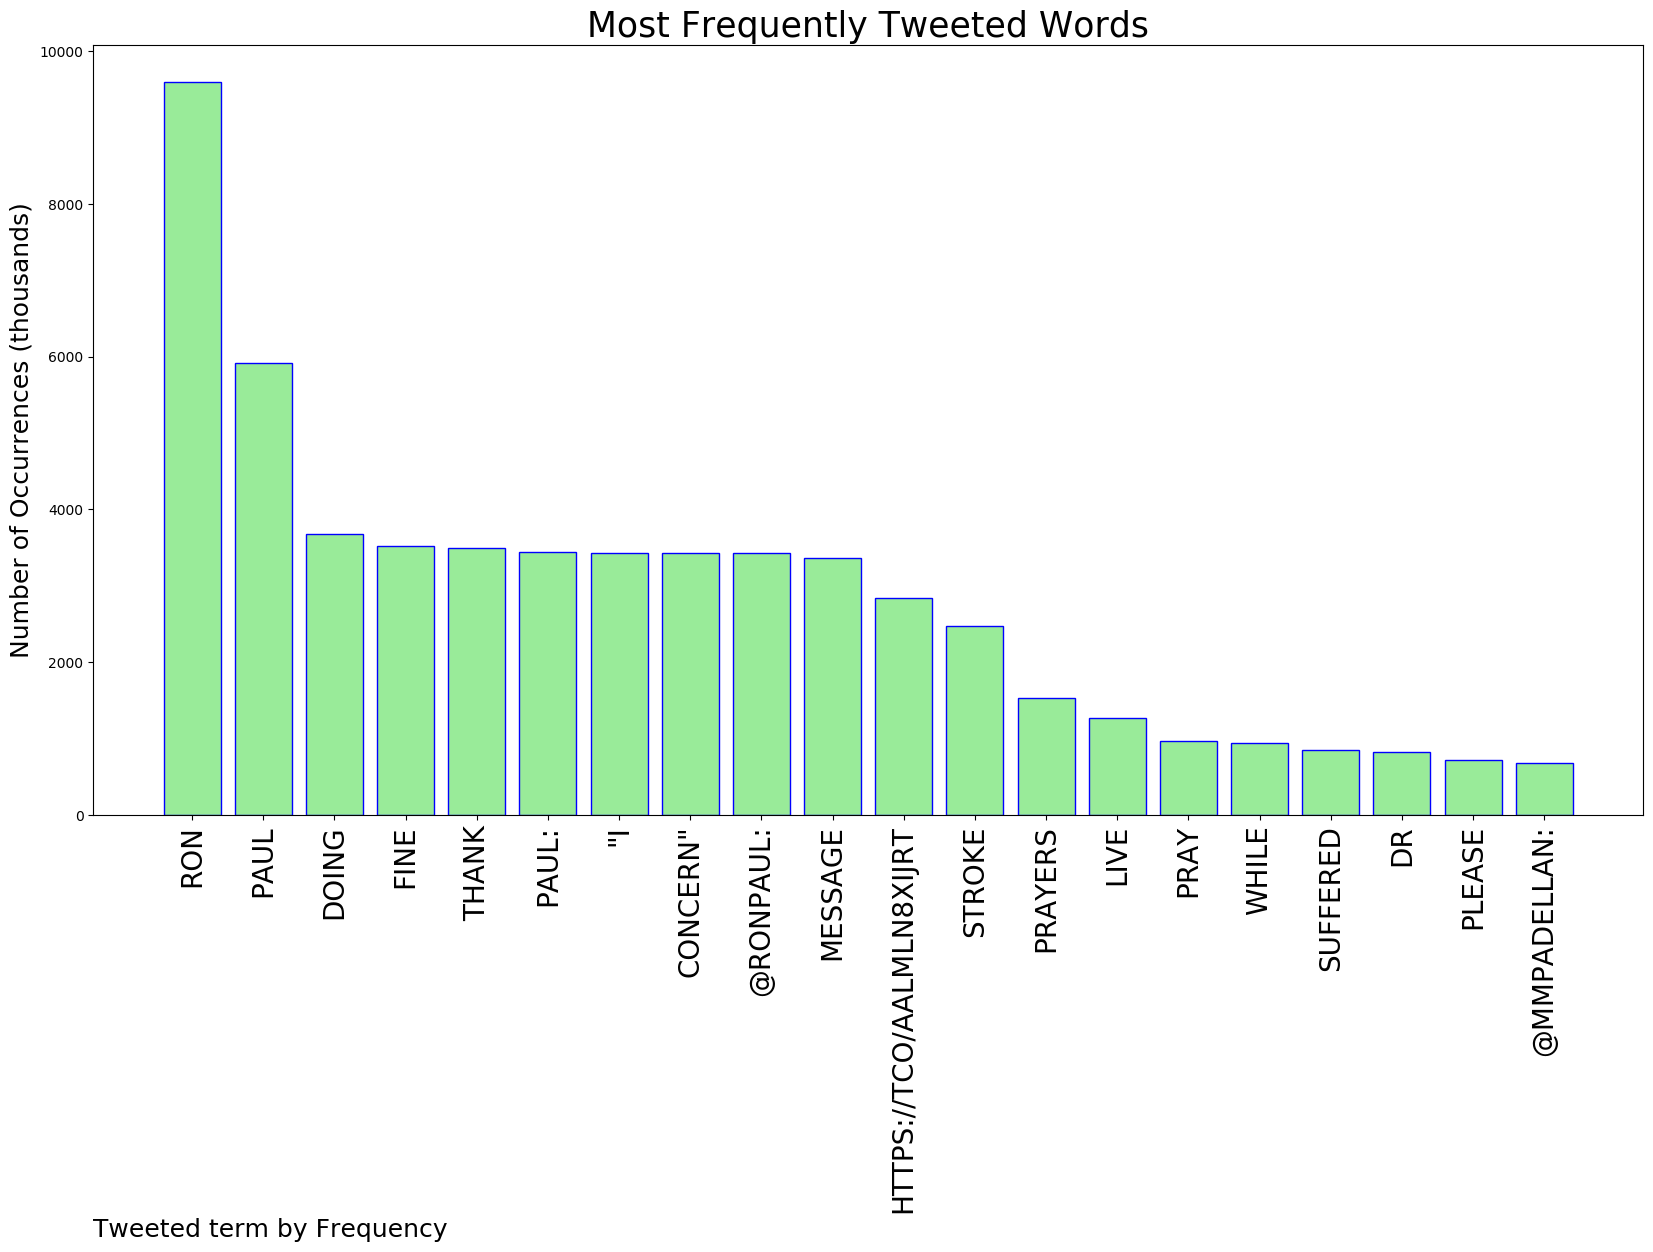 Most Frequently Tweeted Words
Number of Occurrences (thousands)
10000
8000
6000
4000
2000
0
RON
PAUL
DOING
FINE
THANK
PAUL:
"I
CONCERN"
@RONPAUL:
MESSAGE
HTTPS://TCO/AALMLN8XIJRT
STROKE
PRAYERS
LIVE
PRAY
WHILE
SUFFERED
DR
PLEASE
@MMPADELLAN:
Tweeted term by Frequency